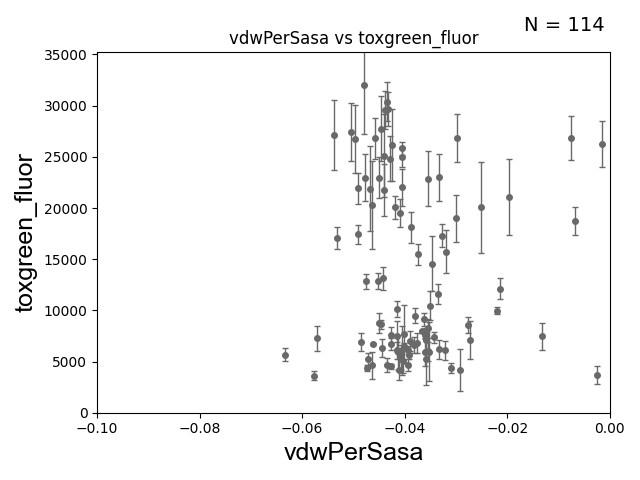 N = 114
vdwPerSasa vs toxgreen_fluor
35000
30000
25000
20000
15000
10000
5000
0
toxgreen_fluor
−0.10 −0.08 −0.06 −0.04 −0.02 0.00
vdwPerSasa